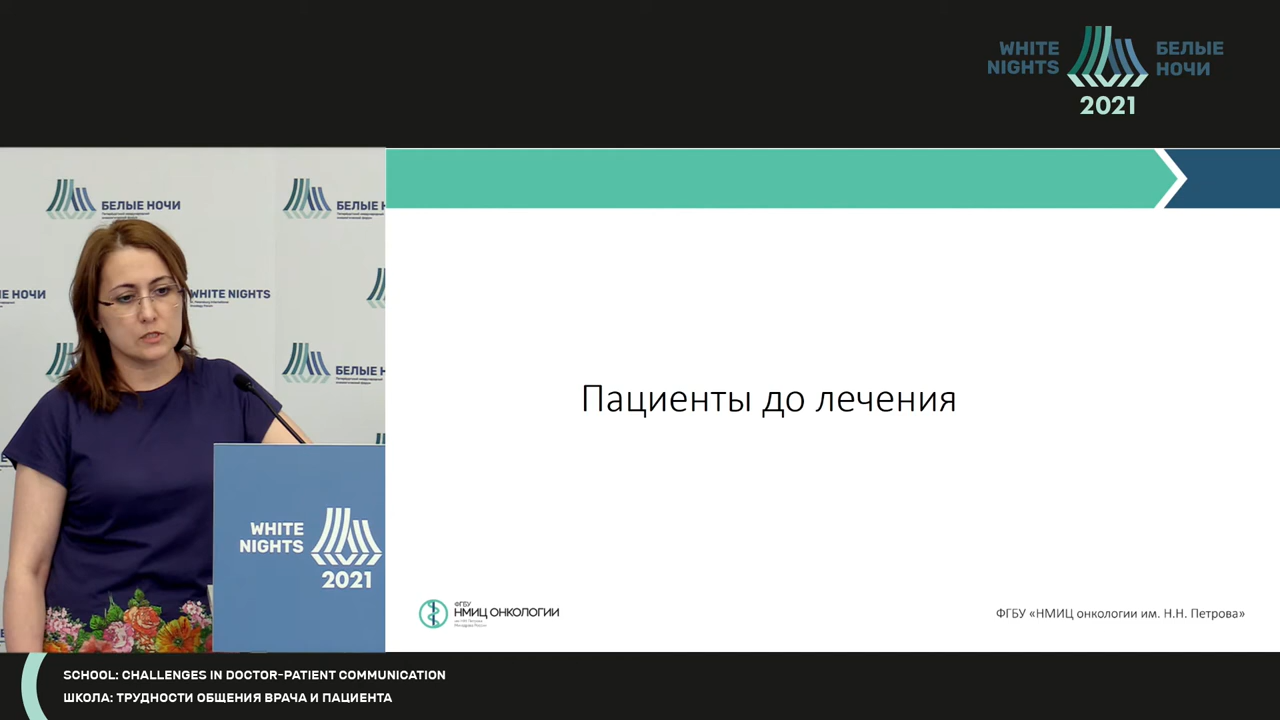 WHITE
NIGHTS
БЕЛЫЕ
НОЧИ
2021
БЕЛЫЕ НОЧИ
БЕЛЫЕ Н
Е НОЧИ
WHITE NIGHTS
БЕЛЫЕ Н
WHITE
NIGHTS
2021
Пациенты до лечения
ФГБУ
НМИЦ ОНКОЛОГИИ
ФГБУ «НМИЦ онкологии им. Н.Н. Петрова»
SCHOOL: CHALLENGES IN DOCTOR-PATIENT COMMUNICATION
ШКОЛА: ТРУДНОСТИ ОБЩЕНИЯ ВРАЧА И ПАЦИЕНТА